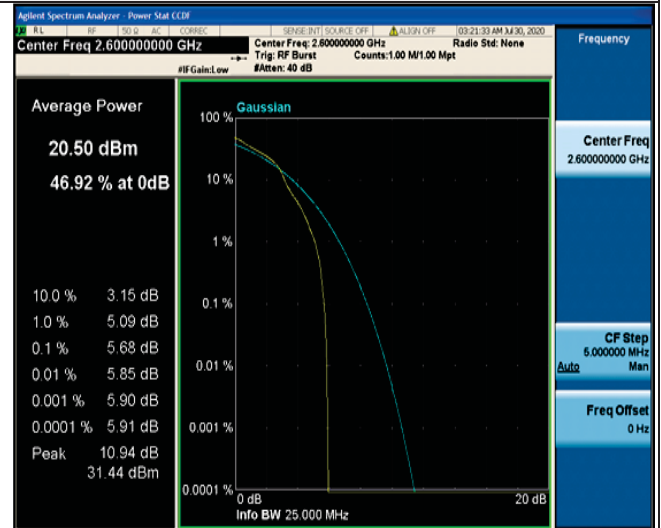 Agilent Spectrum Analyzer - Power Stat CCDF
RL RF 50 Ω AC CORREC SENSE:INT SOURCE OFF ALIGN OFF 03:21:33 AM Jul 30, 2020
Center Freq 2.600000000 GHz
Center Freq: 2.600000000 GHz Radio Std: None
Trig: RF Burst Counts:1.00 M/1.00 Mpt
#IFGain:Low #Atten: 40 dB
Frequency
Average Power
20.50 dBm
46.92 % at 0dB
10.0 % 3.15 dB
1.0 % 5.09 dB
0.1 % 5.68 dB
0.01 % 5.85 dB
0.001 % 5.90 dB
0.0001 % 5.91 dB
Peak 10.94 dB
31.44 dBm
Gaussian
100 %
10 %
1 %
0.1 %
0.01 %
0.001 %
0.0001 %
0 dB 20 dB
Info BW 25.000 MHz
Center Freq
2.600000000 GHz
CF Step
5.000000 MHz
Auto Man
Freq Offset
0 Hz